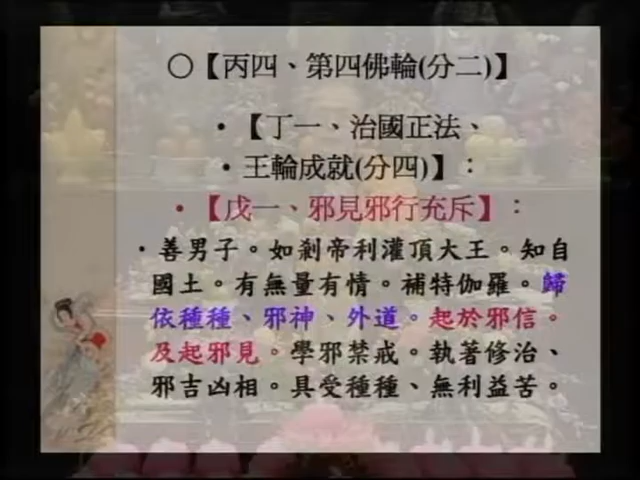 〇【丙四、第四佛輪(分二)】
•【丁一、治國正法、
•王輪成就(分四)】：
•【戊一、邪見邪行充斥】：
•善男子。如剎帝利灌頂大王。知自
國土。有無量有情。補特伽羅。歸
依種種、邪神、外道。起於邪信。
及起邪見。學邪禁戒。執著修治、
邪吉凶相。具受種種、無利益苦。